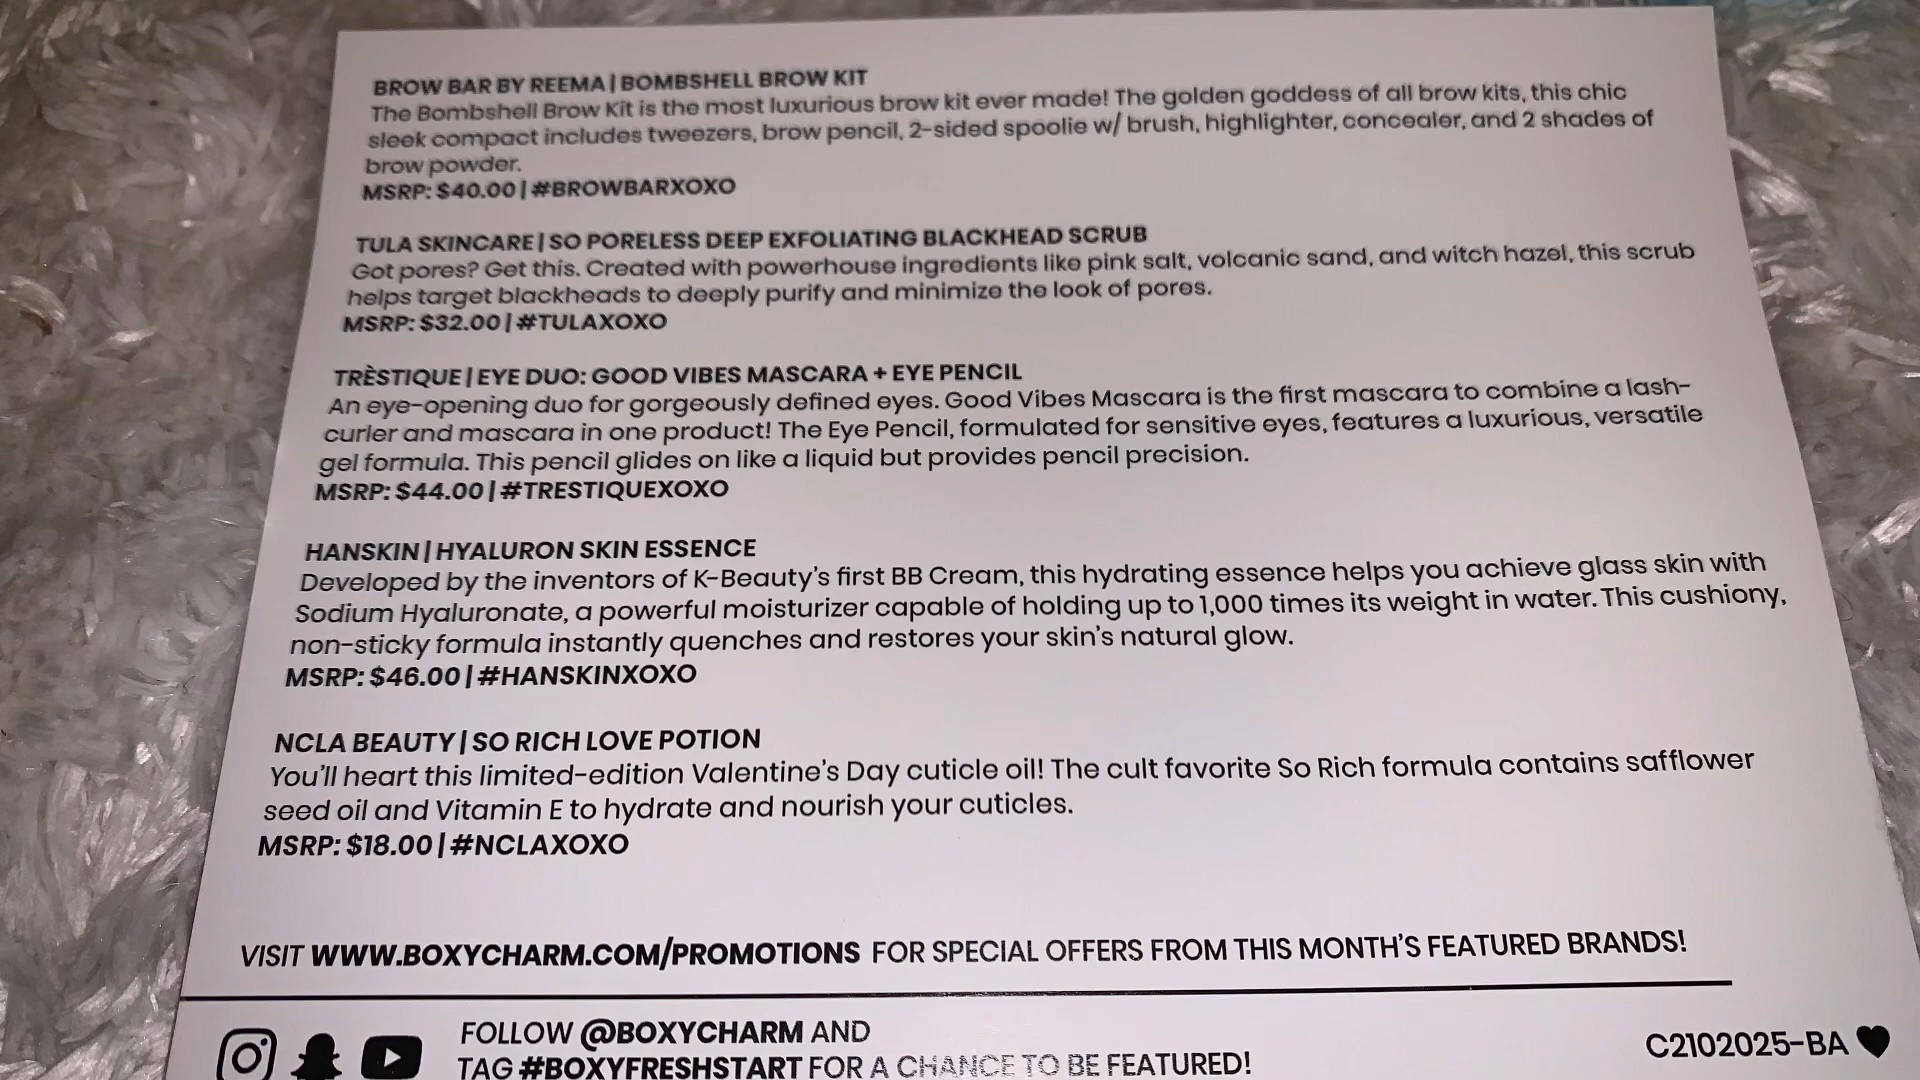 BROW BAR BY REEMA | BOMBSHELL BROW KIT
The Bombshell Brow Kit is the most luxurious brow kit ever made! The golden goddess of all brow kits, this chic
sleek compact includes tweezers, brow pencil, 2-sided spoolie w/ brush, highlighter, concealer, and 2 shades of
brow powder.
MSRP: $40.00 | #BROWBARXOXO
TULA SKINCARE | SO PORELESS DEEP EXFOLIATING BLACKHEAD SCRUB
Got pores? Get this. Created with powerhouse ingredients like pink salt, volcanic sand, and witch hazel, this scrub
helps target blackheads to deeply purify and minimize the look of pores.
MSRP: $32.00 | #TULAXOXO
TRÈSTIQUE | EYE DUO: GOOD VIBES MASCARA + EYE PENCIL
An eye-opening duo for gorgeously defined eyes. Good Vibes Mascara is the first mascara to combine a lash-
curler and mascara in one product! The Eye Pencil, formulated for sensitive eyes, features a luxurious, versatile
gel formula. This pencil glides on like a liquid but provides pencil precision.
MSRP: $44.00 | #TRESTIQUEXOXO
HANSKIN | HYALURON SKIN ESSENCE
Developed by the inventors of K-Beauty's first BB Cream, this hydrating essence helps you achieve glass skin with
Sodium Hyaluronate, a powerful moisturizer capable of holding up to 1,000 times its weight in water. This cushiony,
non-sticky formula instantly quenches and restores your skin's natural glow.
MSRP: $46.00 | #HANSKINXOXO
NCLA BEAUTY | SO RICH LOVE POTION
You'll heart this limited-edition Valentine's Day cuticle oil! The cult favorite So Rich formula contains safflower
seed oil and Vitamin E to hydrate and nourish your cuticles.
MSRP: $18.00 | #NCLAXOXO
VISIT WWW.BOXYCHARM.COM/PROMOTIONS FOR SPECIAL OFFERS FROM THIS MONTH'S FEATURED BRANDS!
FOLLOW @BOXYCHARM AND
TAG #BOXYFRESHSTART FOR A CHANCE TO BE FEATURED!
C2102025-BA